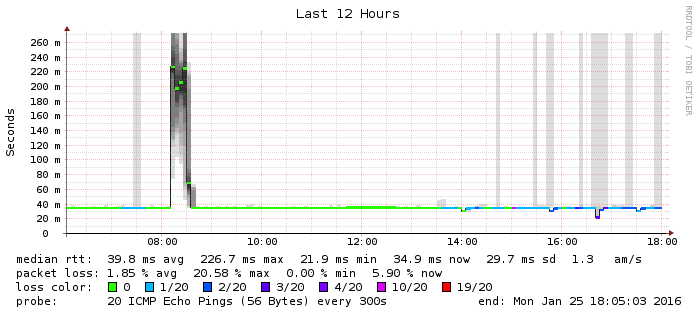 Last 12 Hours
RRDTOOL / TOBI OETIKER
Seconds
260 m
240 m
220 m
200 m
180 m
160 m
140 m
120 m
100 m
80 m
60 m
40 m
20 m
0
08:00 10:00 12:00 14:00 16:00 18:00
median rtt: 39.8 ms avg 226.7 ms max 21.9 ms min 34.9 ms now 29.7 ms sd 1.3 am/s
packet loss: 1.85 % avg 20.58 % max 0.00 % min 5.90 % now
loss color: 0 1/20 2/20 3/20 4/20 10/20 19/20
probe: 20 ICMP Echo Pings (56 Bytes) every 300s end: Mon Jan 25 18:05:03 2016